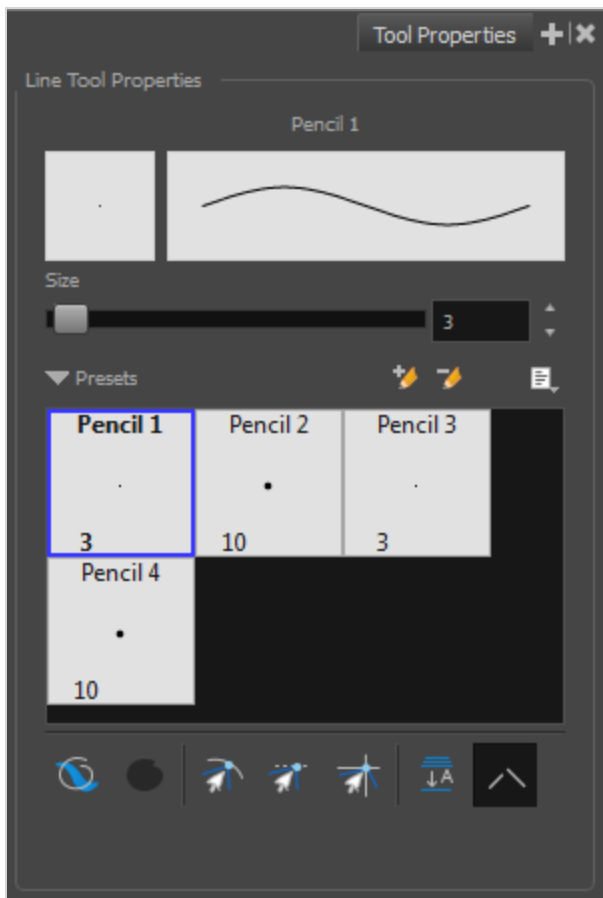 Tool Properties
Line Tool Properties
Pencil 1
Size
3
Presets
Pencil 1 Pencil 2 Pencil 3
3 10 3
Pencil 4
10
A